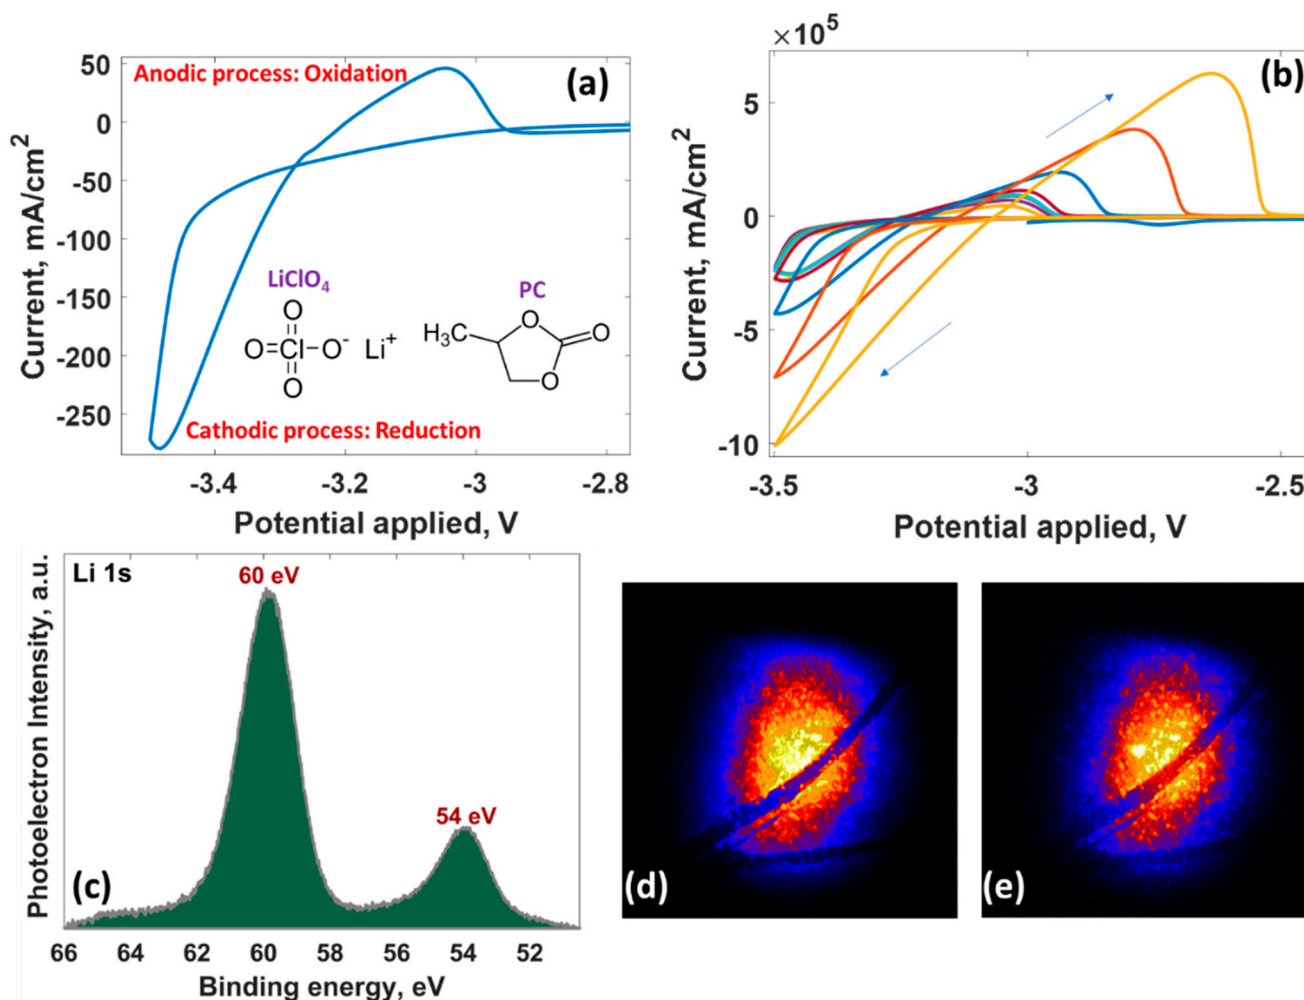 (a)
Anodic process: Oxidation
50
0
-50
-100
-150
-200
-250
Current, mA/cm²
LiClO₄
O
O=Cl-O⁻ Li⁺
O
PC
H₃C
O
O
O
Cathodic process: Reduction
-3.4 -3.2 -3 -2.8
Potential applied, V
×10⁵
(b)
5
0
-5
-10
Current, mA/cm²
-3.5 -3 -2.5
Potential applied, V
Li 1s
60 eV
54 eV
(c)
Photoelectron Intensity, a.u.
66 64 62 60 58 56 54 52
Binding energy, eV
(d)
(e)